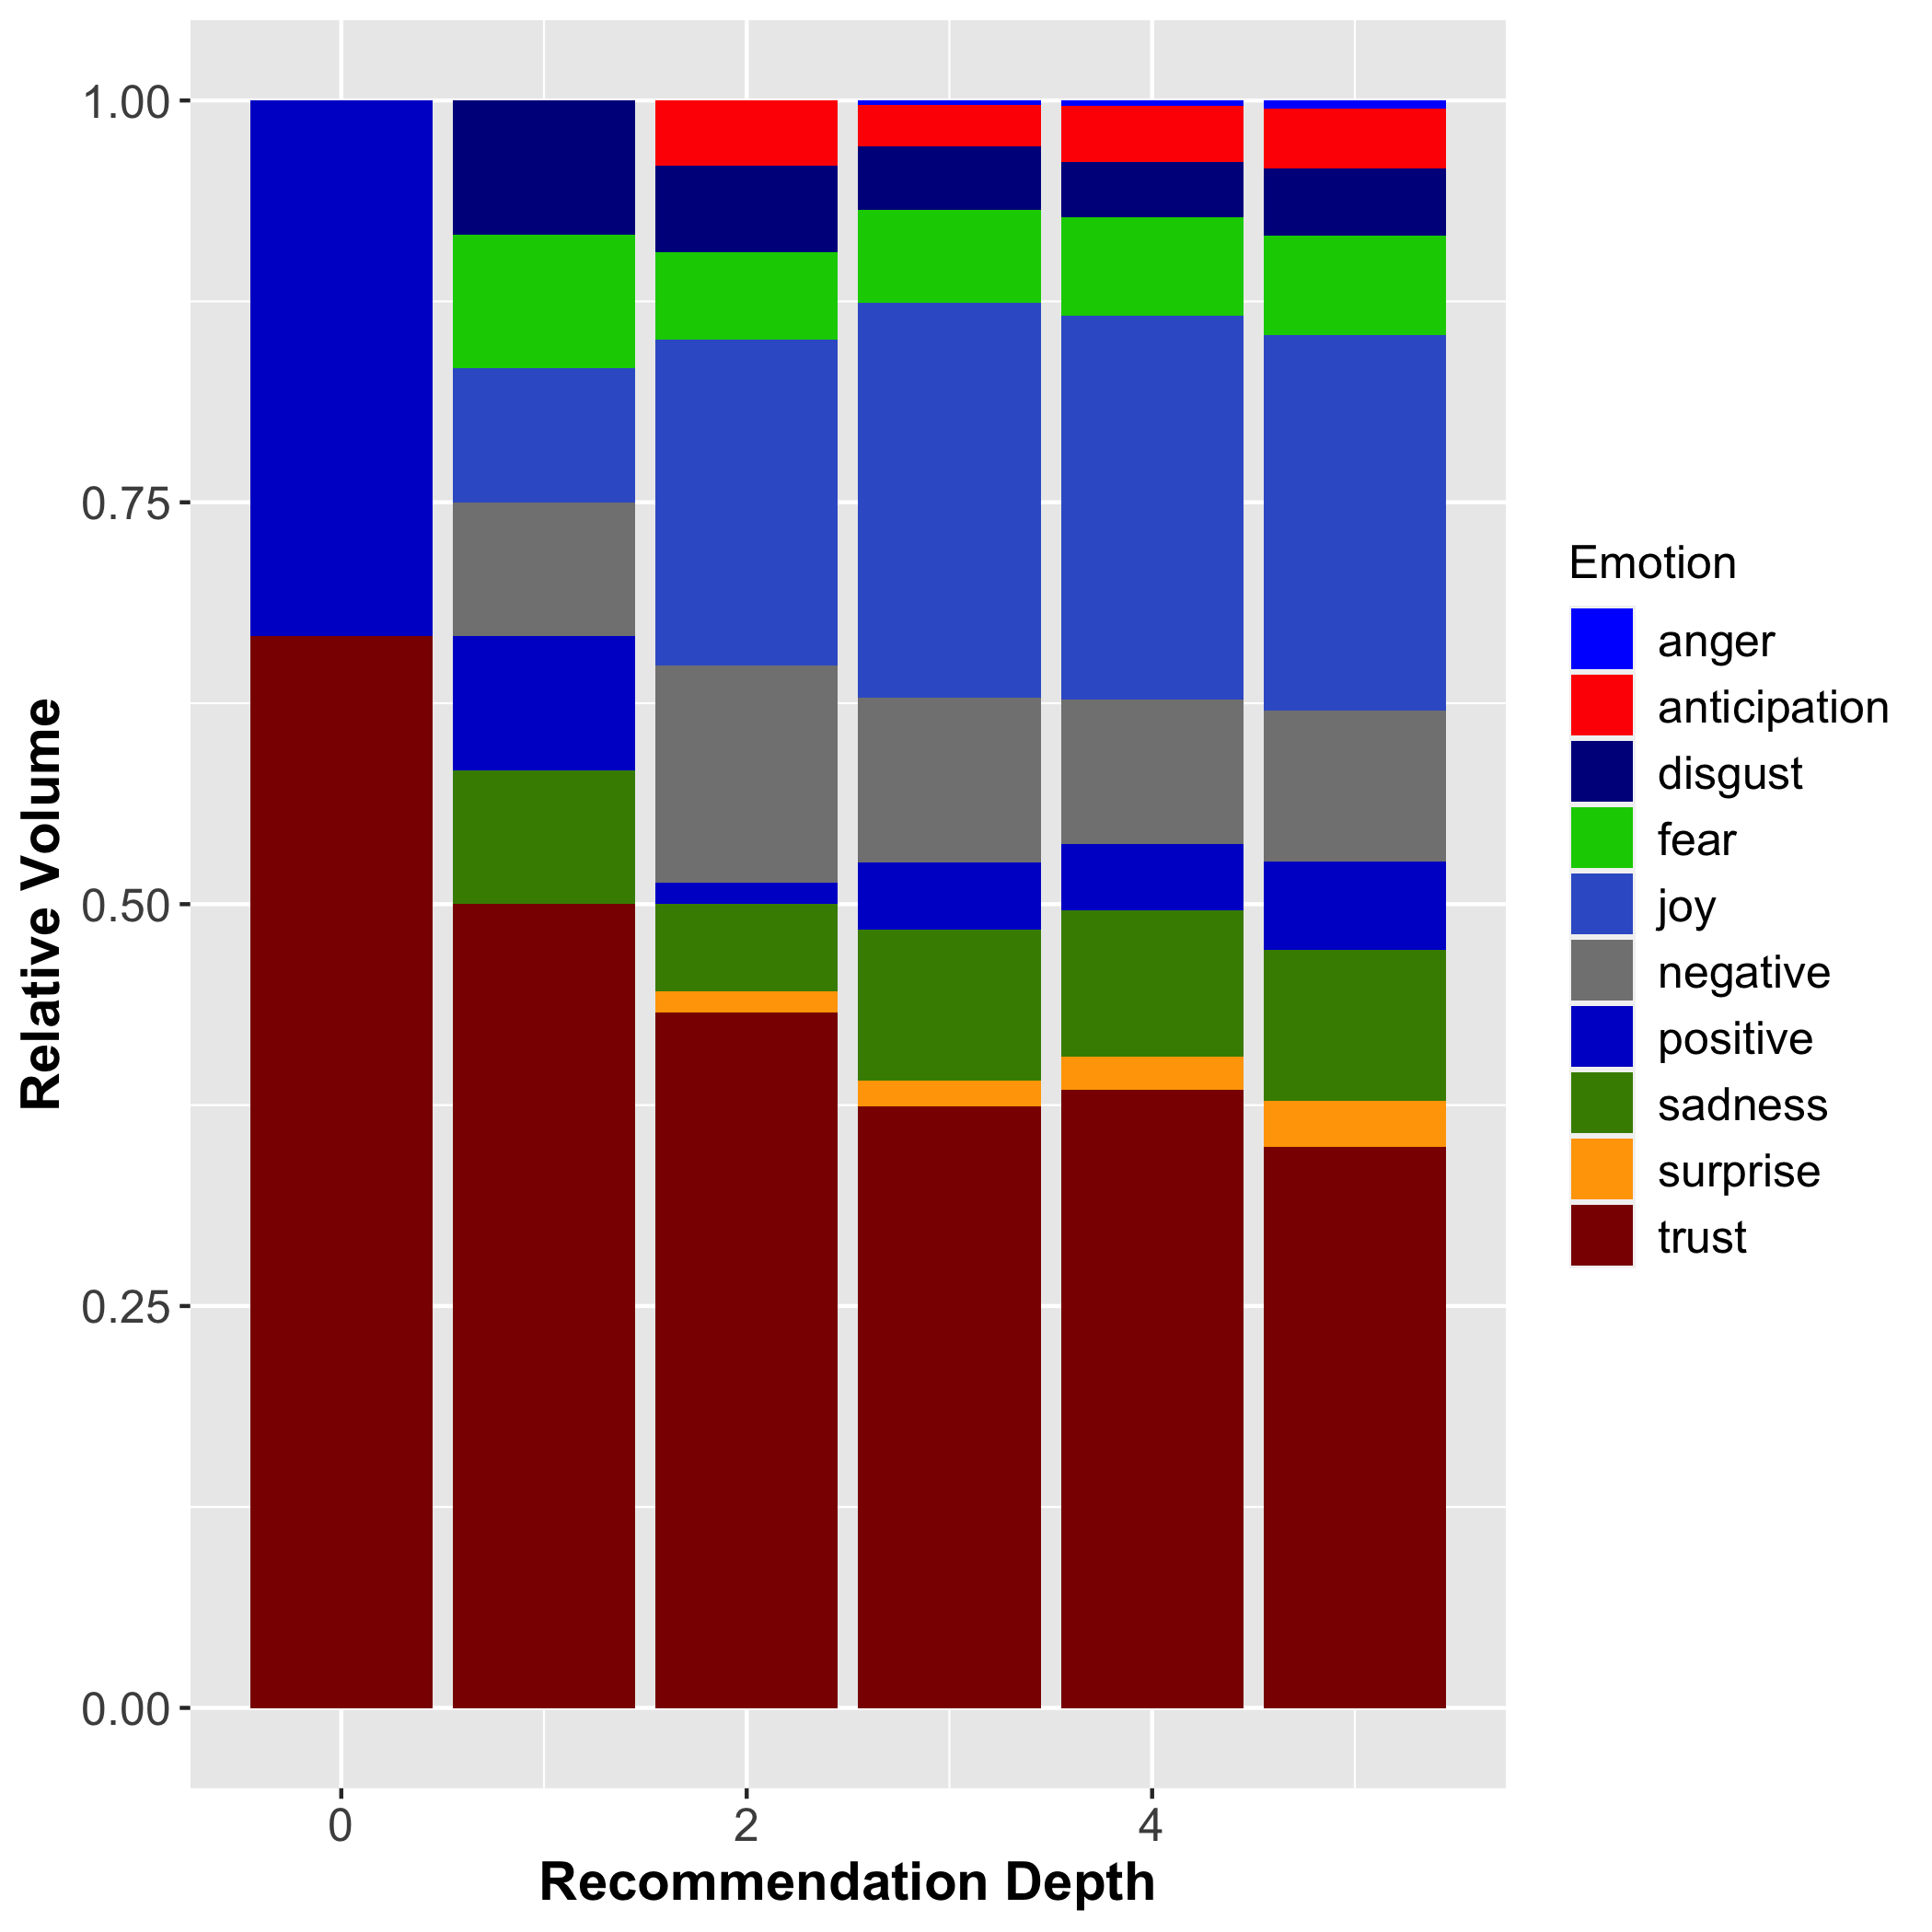 1.00
0.75
0.50
0.25
0.00
Relative Volume
0
2
4
Recommendation Depth
Emotion
anger
anticipation
disgust
fear
joy
negative
positive
sadness
surprise
trust